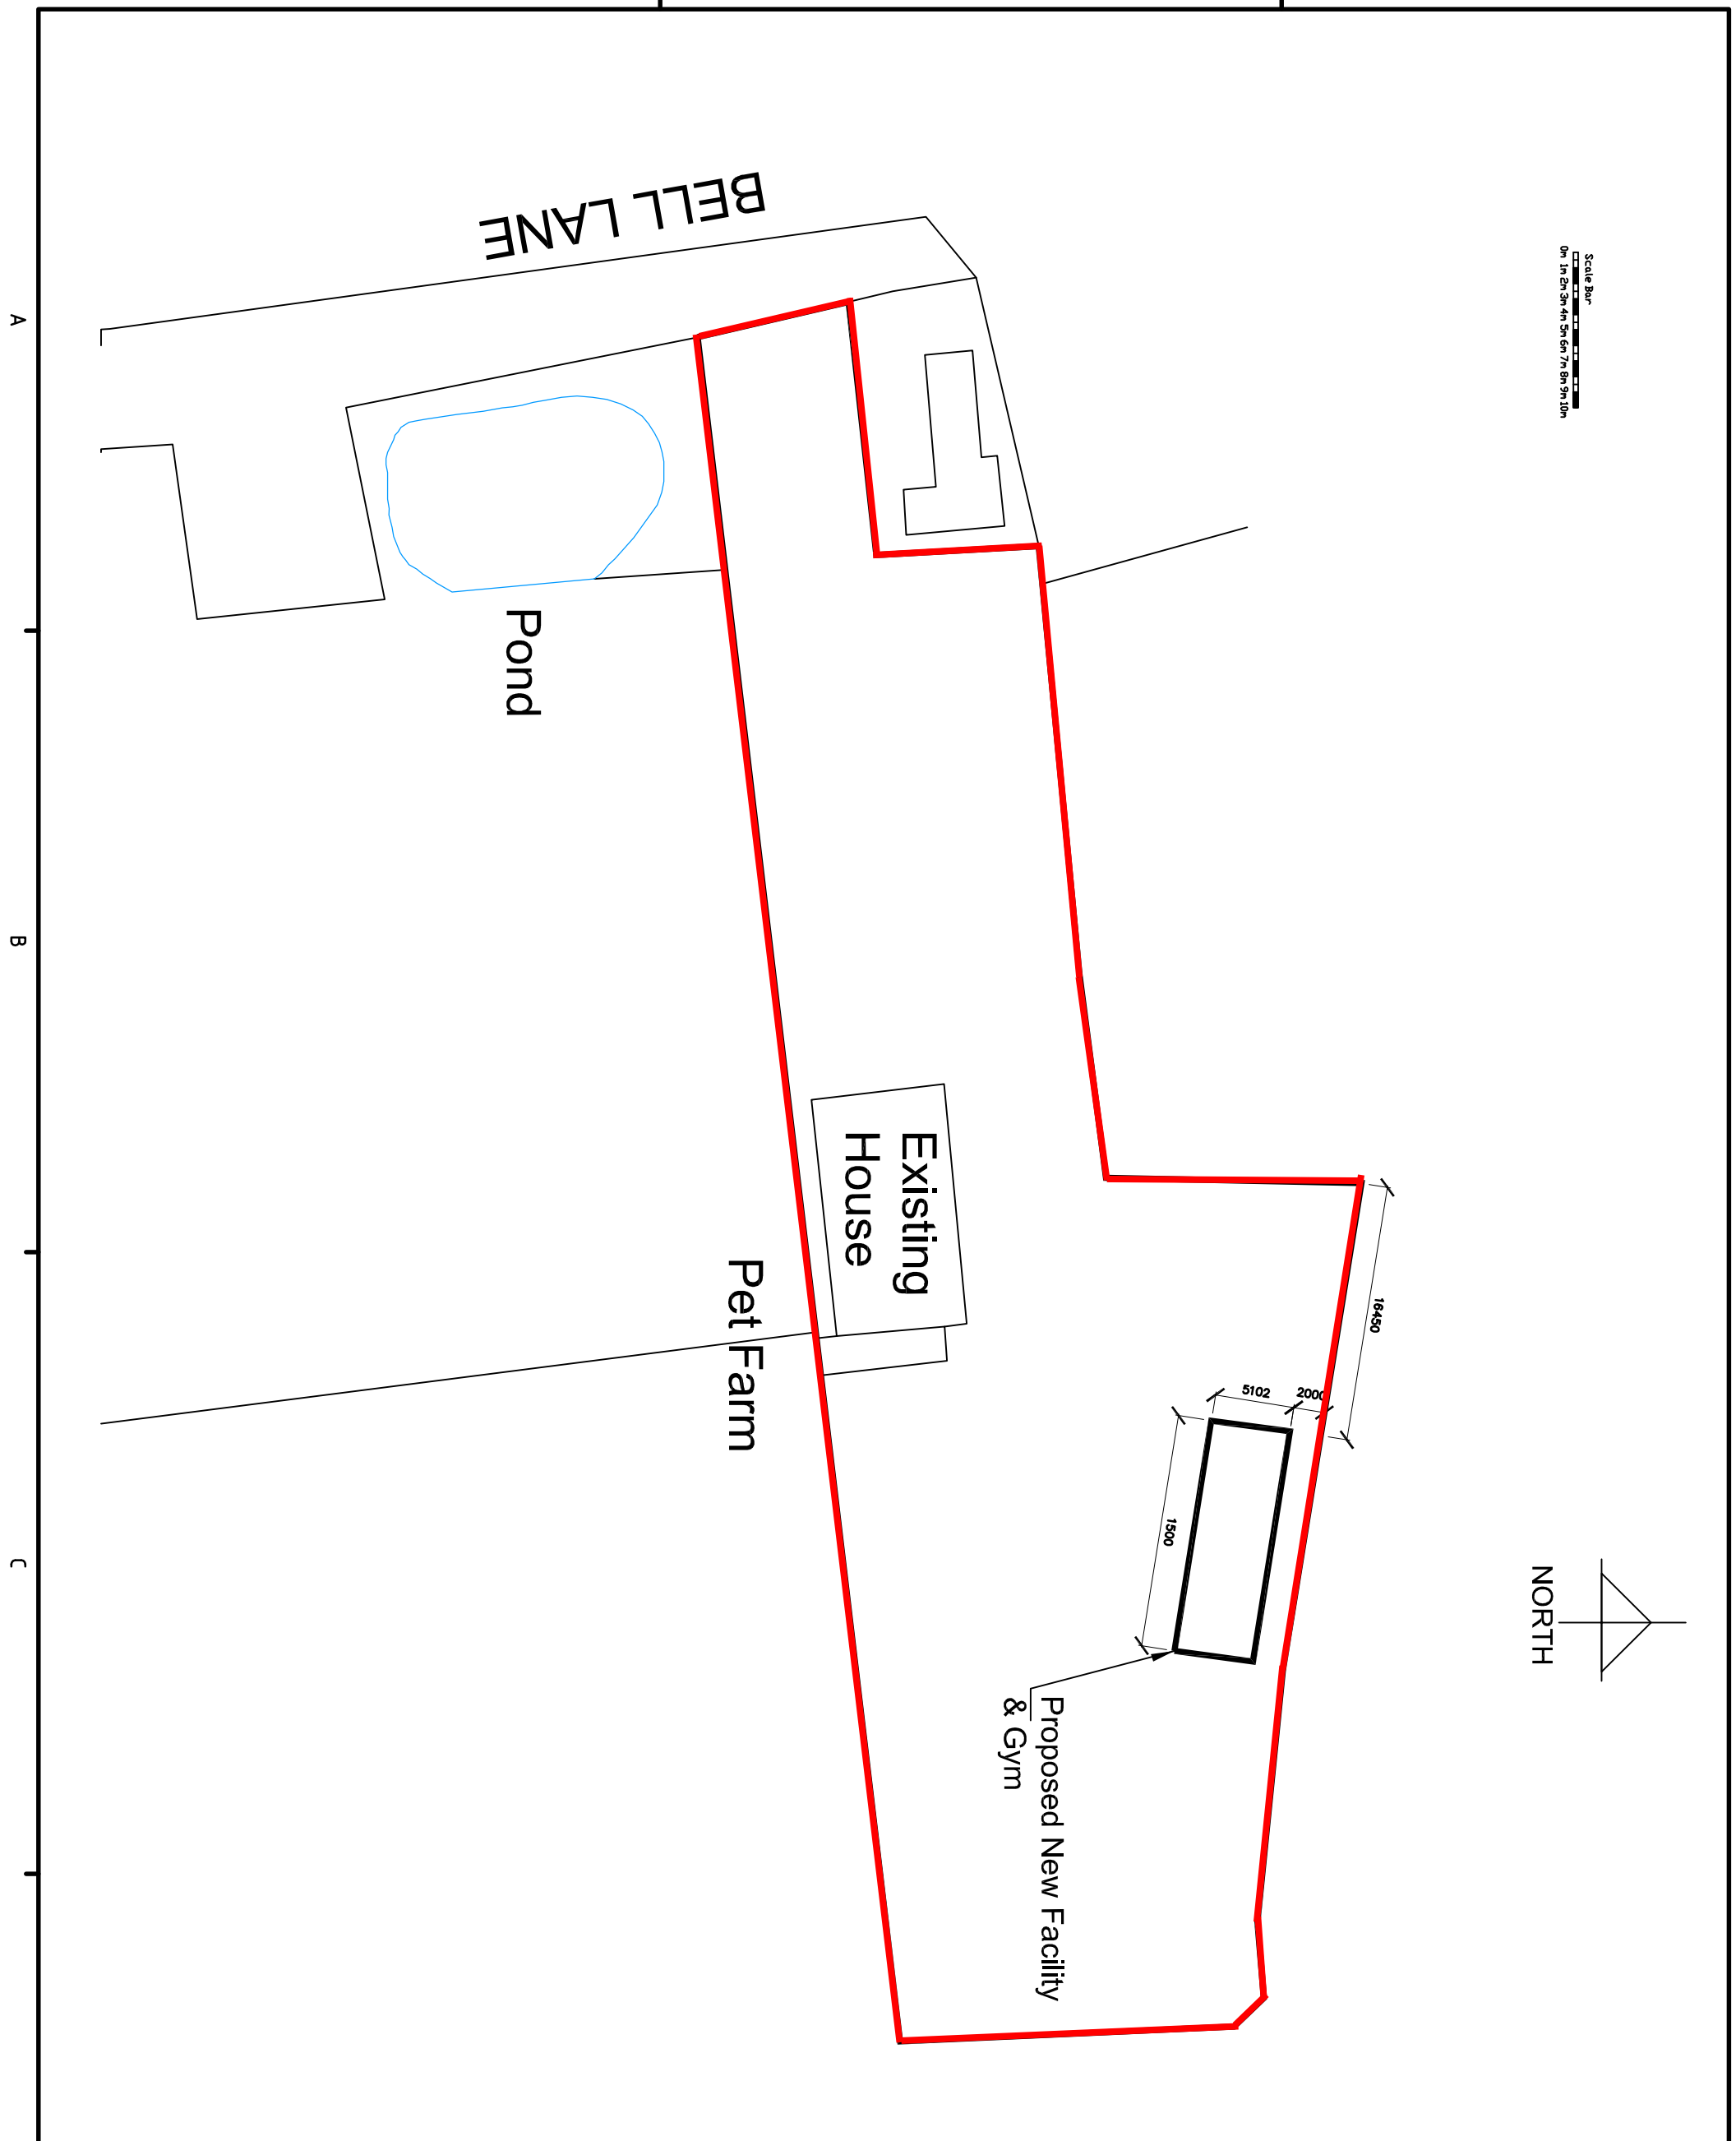 BELL LANE
Scale Bar
0m 1m 2m 3m 4m 5m 6m 7m 8m 9m 10m
A
Pond
B
Existing
House
Pet Farm
16450
5102
2000
1500
C
NORTH
Proposed New Facility
& Gym